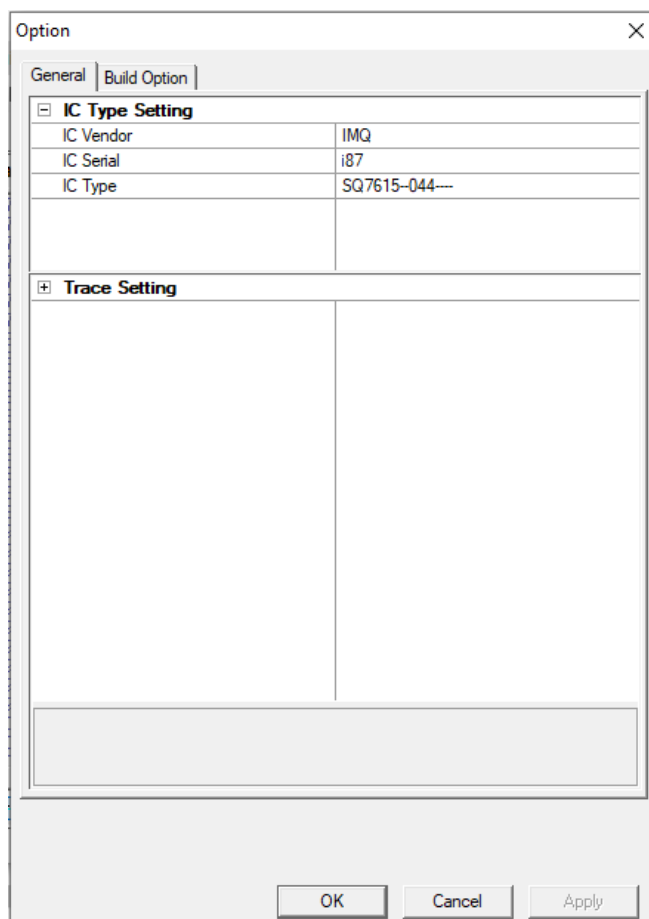 Option
General Build Option
IC Type Setting
IC Vendor IMQ
IC Serial i87
IC Type SQ7615--044----
Trace Setting
OK Cancel Apply